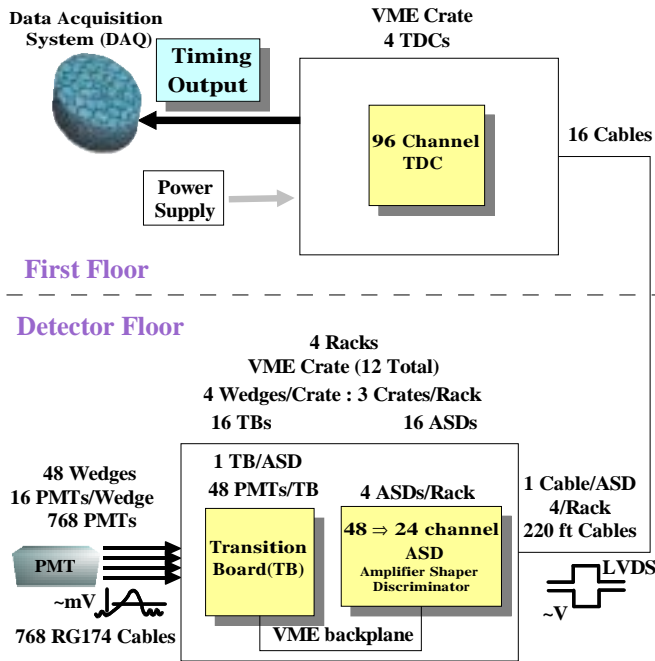 Data Acquisition
System (DAQ)
Timing
Output
VME Crate
4 TDCs
96 Channel
TDC
16 Cables
Power
Supply
First Floor
Detector Floor
4 Racks
VME Crate (12 Total)
4 Wedges/Crate : 3 Crates/Rack
16 TBs
16 ASDs
48 Wedges
16 PMTs/Wedge
768 PMTs
1 TB/ASD
48 PMTs/TB
4 ASDs/Rack
1 Cable/ASD
4/Rack
220 ft Cables
PMT
Transition
Board(TB)
48 ⇒ 24 channel
ASD
Amplifier Shaper
Discriminator
LVDS
~mV
~V
768 RG174 Cables
VME backplane